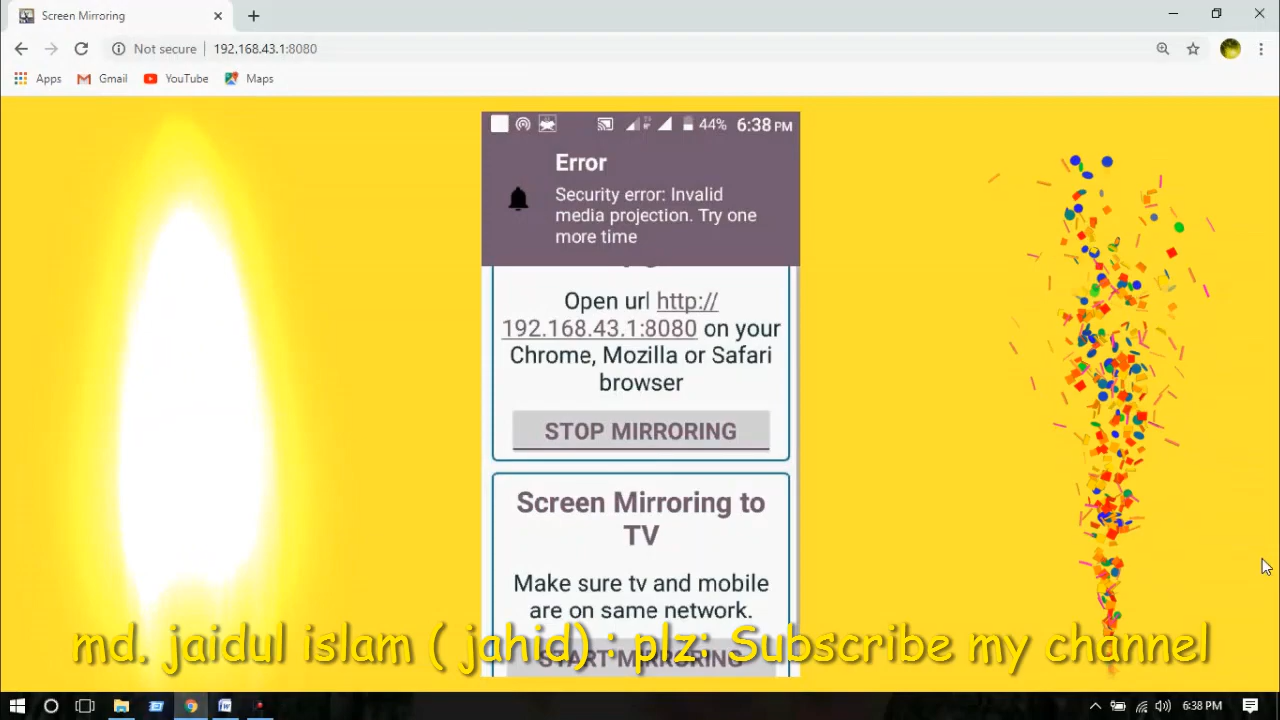 Screen Mirroring
Not secure
192.168.43.1:8080
Apps
Gmail
YouTube
Maps
44% 6:38 PM
Error
Security error: Invalid
media projection. Try one
more time
Open url http://
192.168.43.1:8080 on your
Chrome, Mozilla or Safari
browser
STOP MIRRORING
Screen Mirroring to
TV
Make sure tv and mobile
are on same network.
START MIRRORING
md. jaidul islam ( jahid) : plz: Subscribe my channel
6:38 PM